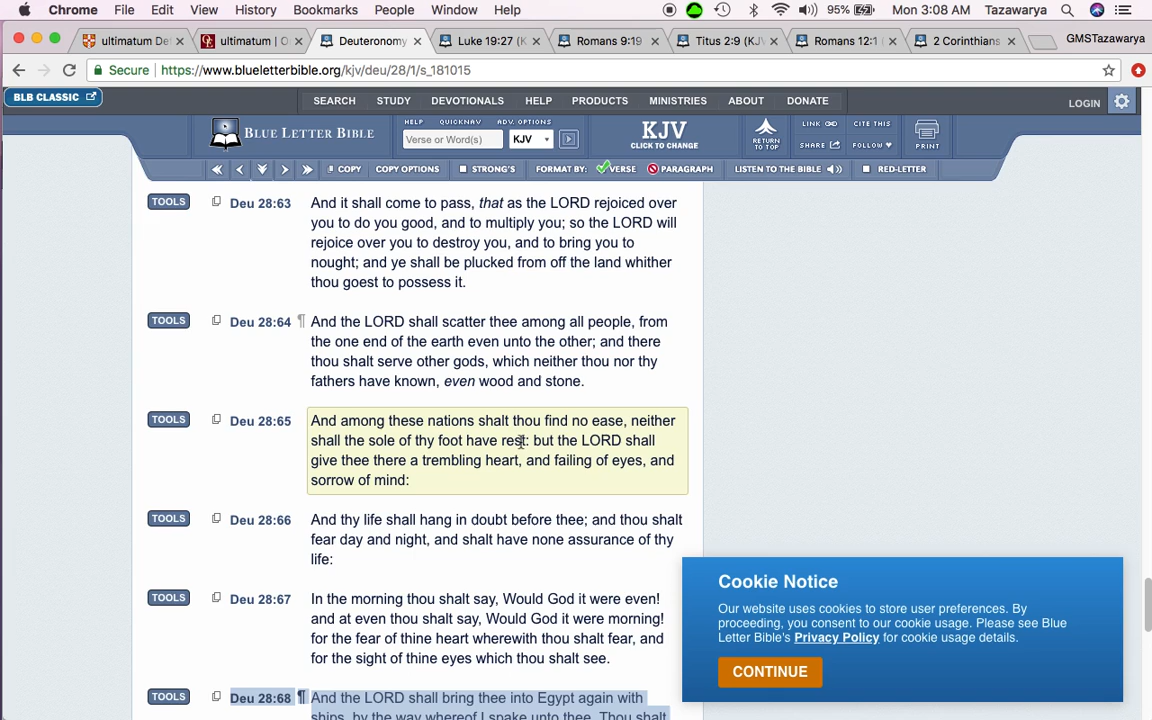 Chrome File Edit View History Bookmarks People Window Help 95% Mon 3:08 AM Tazawarya
ultimatum De ultimatum | O Deuteronomy Luke 19:27 (K Romans 9:19 Titus 2:9 (KJV Romans 12:1 ( 2 Corinthians GMSTazawarya
Secure https://www.blueletterbible.org/kjv/deu/28/1/s_181015
BLB CLASSIC SEARCH STUDY DEVOTIONALS HELP PRODUCTS MINISTRIES ABOUT DONATE LOGIN
BLUE LETTER BIBLE
HELP QUICKNAV ADV. OPTIONS
Verse or Word(s) KJV
KJV
CLICK TO CHANGE
RETURN TO TOP
LINK CITE THIS
SHARE FOLLOW
PRINT
COPY COPY OPTIONS STRONG'S FORMAT BY: VERSE PARAGRAPH LISTEN TO THE BIBLE RED-LETTER
TOOLS Deu 28:63 And it shall come to pass, that as the LORD rejoiced over
you to do you good, and to multiply you; so the LORD will
rejoice over you to destroy you, and to bring you to
nought; and ye shall be plucked from off the land whither
thou goest to possess it.
TOOLS Deu 28:64 ¶ And the LORD shall scatter thee among all people, from
the one end of the earth even unto the other; and there
thou shalt serve other gods, which neither thou nor thy
fathers have known, even wood and stone.
TOOLS Deu 28:65 And among these nations shalt thou find no ease, neither
shall the sole of thy foot have rest: but the LORD shall
give thee there a trembling heart, and failing of eyes, and
sorrow of mind:
TOOLS Deu 28:66 And thy life shall hang in doubt before thee; and thou shalt
fear day and night, and shalt have none assurance of thy
life:
TOOLS Deu 28:67 In the morning thou shalt say, Would God it were even!
and at even thou shalt say, Would God it were morning!
for the fear of thine heart wherewith thou shalt fear, and
for the sight of thine eyes which thou shalt see.
TOOLS Deu 28:68 ¶ And the LORD shall bring thee into Egypt again with
ships, by the way whereof I spake unto thee, Thou shalt
Cookie Notice
Our website uses cookies to store user preferences. By
proceeding, you consent to our cookie usage. Please see Blue
Letter Bible's Privacy Policy for cookie usage details.
CONTINUE